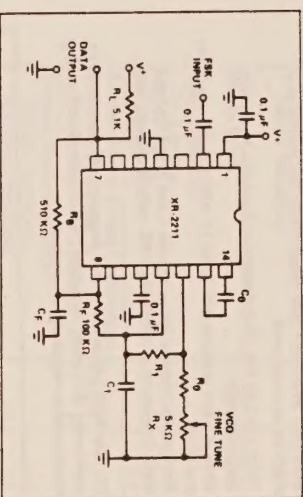 VCO
FINE TUNE
5 KΩ
R_X
R_0
R_1
C_1
C_0
0.1 µF
R_F 100 KΩ
C_F
14
8
XR-2211
1
7
R_B
510 KΩ
0.1 µF
V+
0.1 µF
FSK
INPUT
R_L 5.1K
V+
DATA
OUTPUT